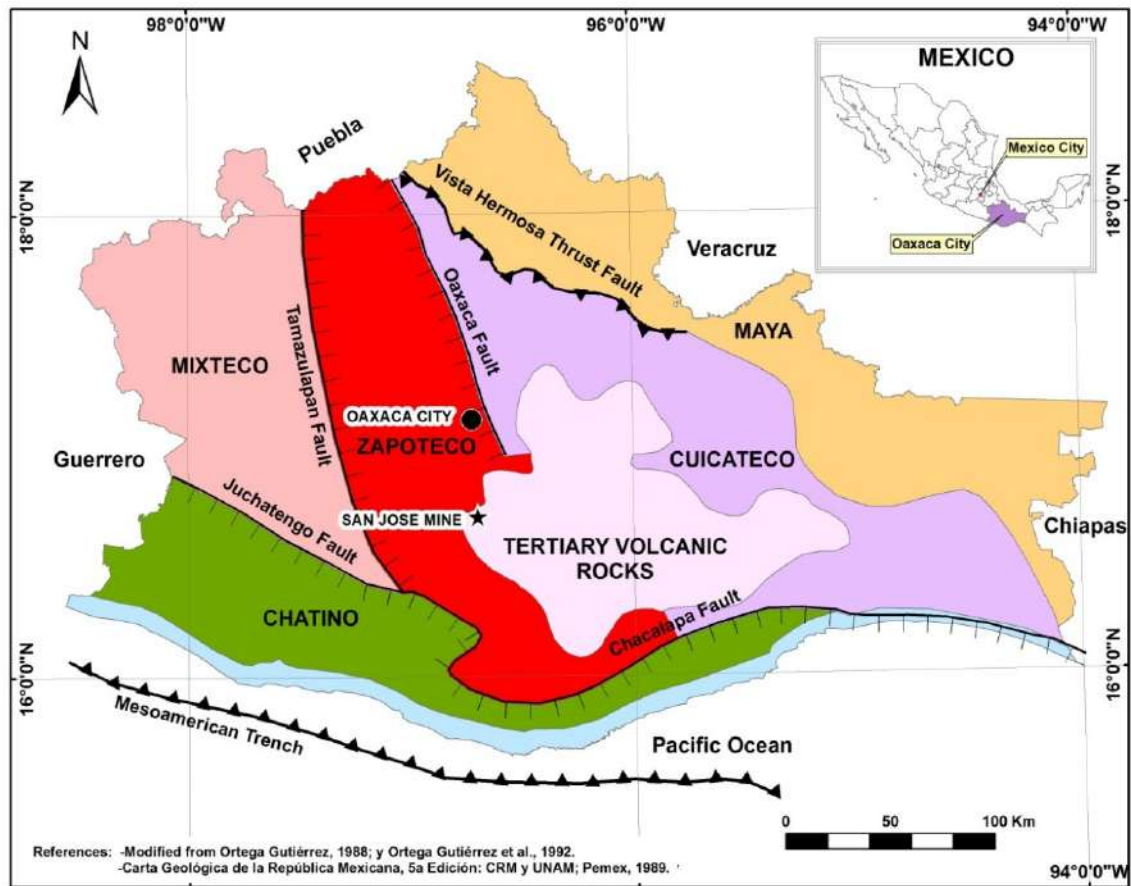 98°0'0"W
96°0'0"W
94°0'0"W
N
MEXICO
Mexico City
Oaxaca City
Puebla
18°0'0"N
18°0'0"N
Vista Hermosa Thrust Fault
Veracruz
Oaxaca Fault
MAYA
Tamazulapan Fault
MIXTECO
OAXACA CITY
ZAPOTECO
CUICATECO
Guerrero
Juchatengo Fault
SAN JOSE MINE
Chiapas
TERTIARY VOLCANIC
ROCKS
CHATINO
Chacalapa Fault
16°0'0"N
16°0'0"N
Mesoamerican Trench
Pacific Ocean
0 50 100 Km
References: -Modified from Ortega Gutiérrez, 1988; y Ortega Gutiérrez et al., 1992.
-Carta Geológica de la República Mexicana, 5a Edición: CRM y UNAM; Pemex, 1989.
94°0'0"W